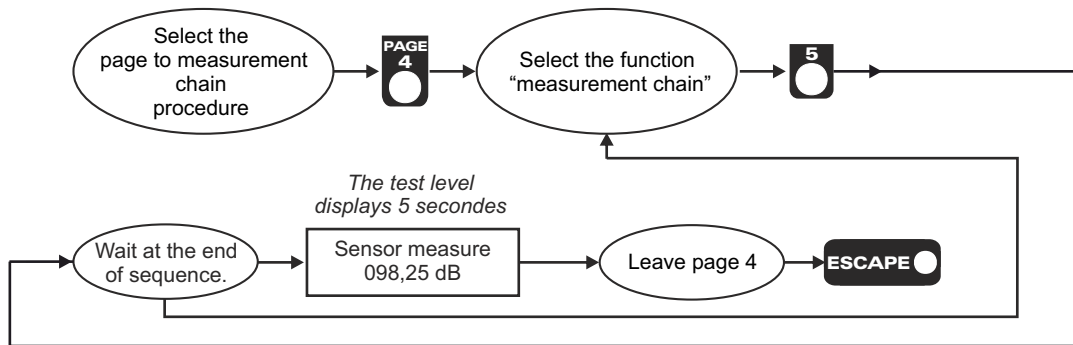 Select the
page to measurement
chain
procedure
PAGE
4
Select the function
“measurement chain”
5
The test level
displays 5 secondes
Wait at the end
of sequence.
Sensor measure
098,25 dB
Leave page 4
ESCAPE